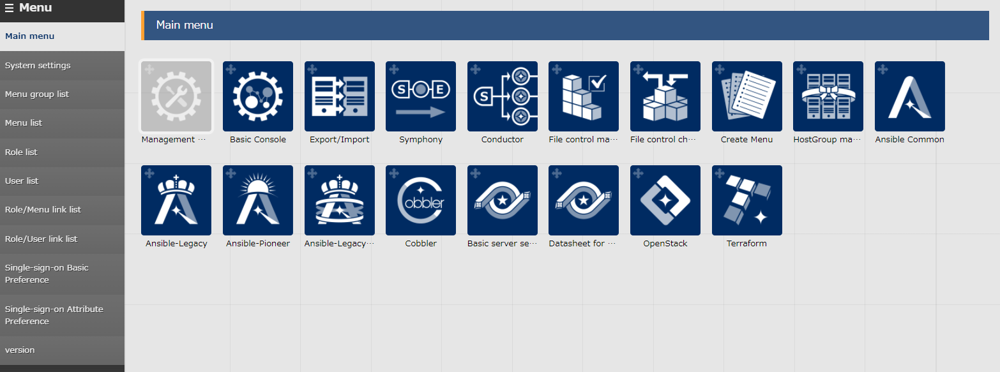 Menu
Main menu
System settings
Menu group list
Menu list
Role list
User list
Role/Menu link list
Role/User link list
Single-sign-on Basic
Preference
Single-sign-on Attribute
Preference
version
Main menu
S O E
S
Management ···
Basic Console
Export/Import
Symphony
Conductor
File control ma···
File control ch···
Create Menu
HostGroup ma···
Ansible Common
Cobbler
Ansible-Legacy
Ansible-Pioneer
Ansible-Legacy···
Cobbler
Basic server se···
Datasheet for ···
OpenStack
Terraform